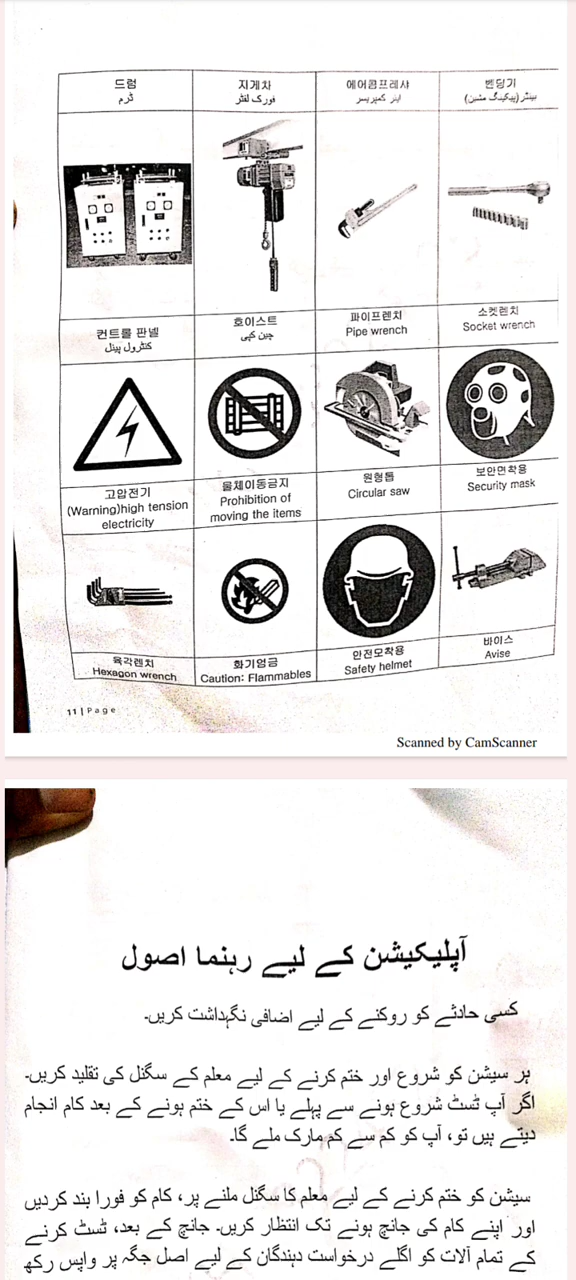 드럼
ڈرم
지게차
فورک لفٹر
에어콤프레샤
ایئر کمپریسر
벤딩기
بینڈر (پیکینگ مشین)
컨트롤 판넬
کنٹرول پینل
호이스트
چین کپی
파이프렌치
Pipe wrench
소켓렌치
Socket wrench
고압전기
(Warning)high tension
electricity
물체이동금지
Prohibition of
moving the items
원형톱
Circular saw
보안면착용
Security mask
육각렌치
Hexagon wrench
화기엄금
Caution: Flammables
안전모착용
Safety helmet
바이스
Avise
11 | Page
Scanned by CamScanner
آپلیکیشن کے لیے رہنما اصول
کسی حادثے کو روکنے کے لیے اضافی نگہداشت کریں۔
ہر سیشن کو شروع اور ختم کرنے کے لیے معلم کے سگنل کی تقلید کریں۔
اگر آپ ٹسٹ شروع ہونے سے پہلے یا اس کے ختم ہونے کے بعد کام انجام
دیتے ہیں تو، آپ کو کم سے کم مارک ملے گا۔
سیشن کو ختم کرنے کے لیے معلم کا سگنل ملنے پر، کام کو فورا بند کردیں
اور اپنے کام کی جانچ ہونے تک انتظار کریں۔ جانچ کے بعد، ٹسٹ کرنے
کے تمام آلات کو اگلے درخواست دہندگان کے لیے اصل جگہ پر واپس رکھ